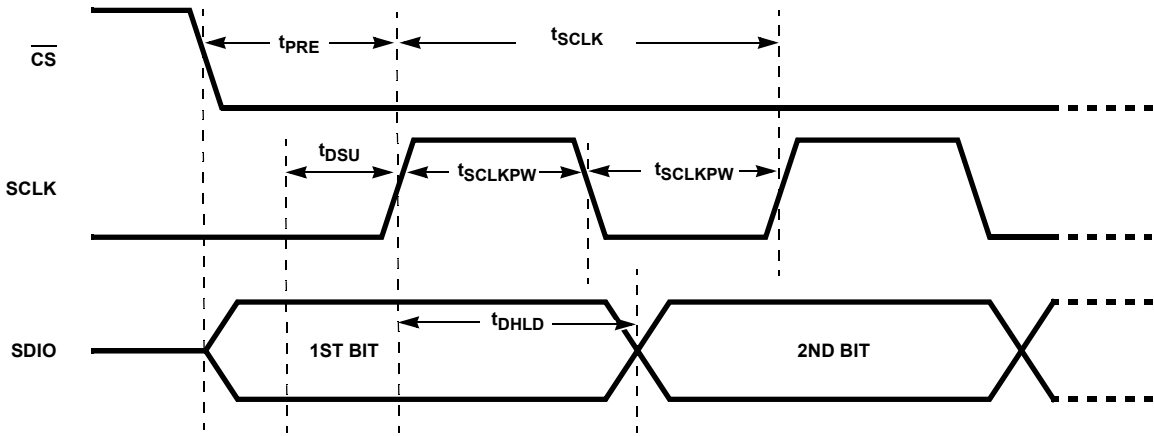 CS
tPRE
tSCLK
tDSU
tSCLKPW
tSCLKPW
SCLK
tDHLD
SDIO
1ST BIT
2ND BIT